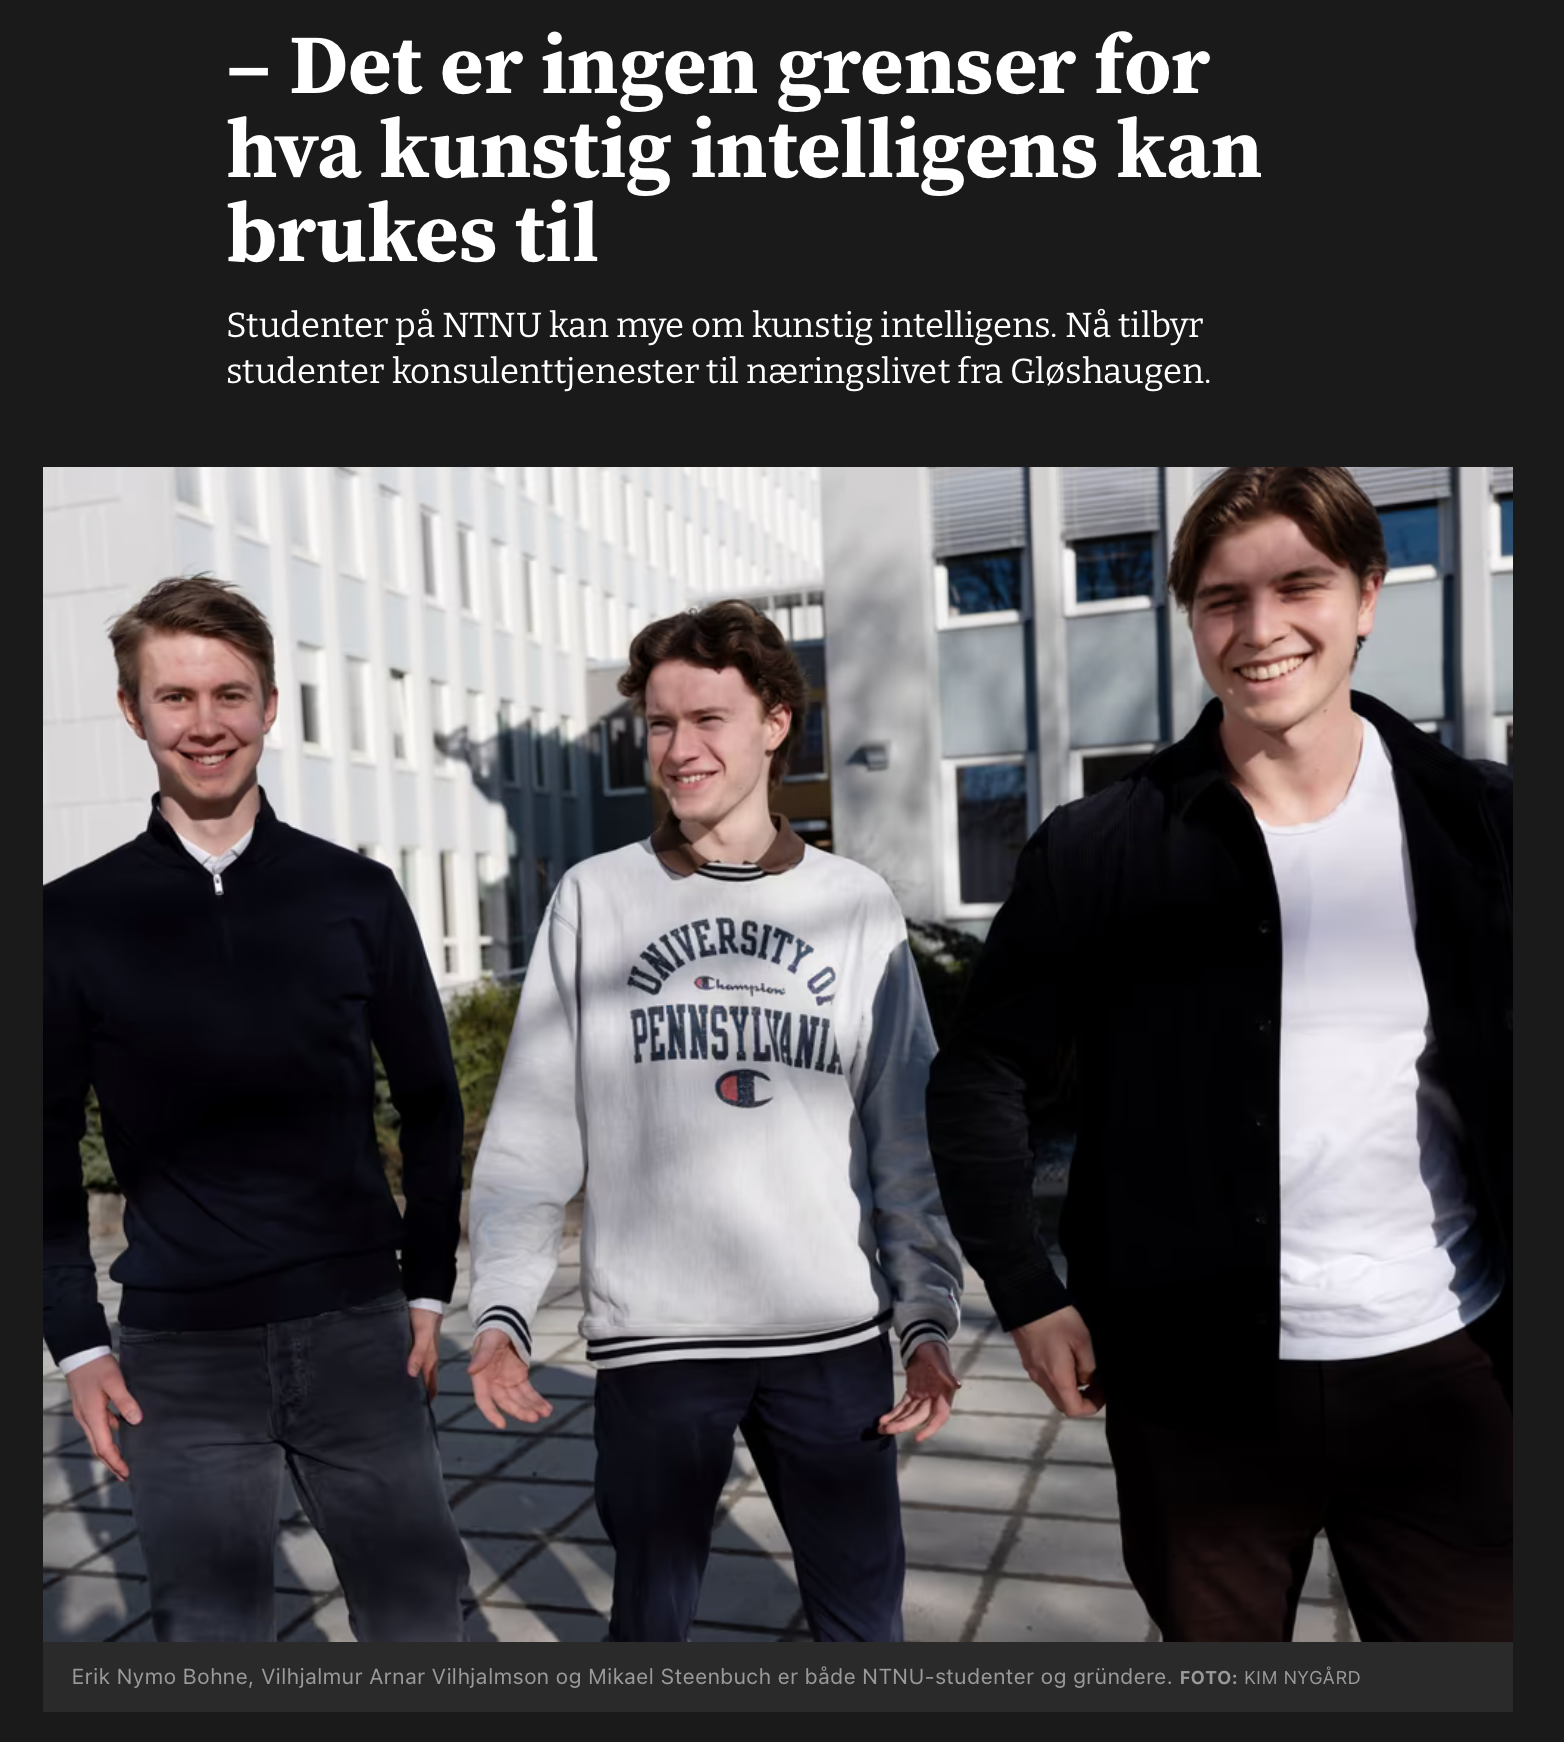 – Det er ingen grenser for
hva kunstig intelligens kan
brukes til
Studenter på NTNU kan mye om kunstig intelligens. Nå tilbyr
studenter konsulenttjenester til næringslivet fra Gløshaugen.
UNIVERSITY OF
Champion
PENNSYLVANIA
Erik Nymo Bohne, Vilhjalmur Arnar Vilhjalmson og Mikael Steenbuch er både NTNU-studenter og gründere. FOTO: KIM NYGÅRD